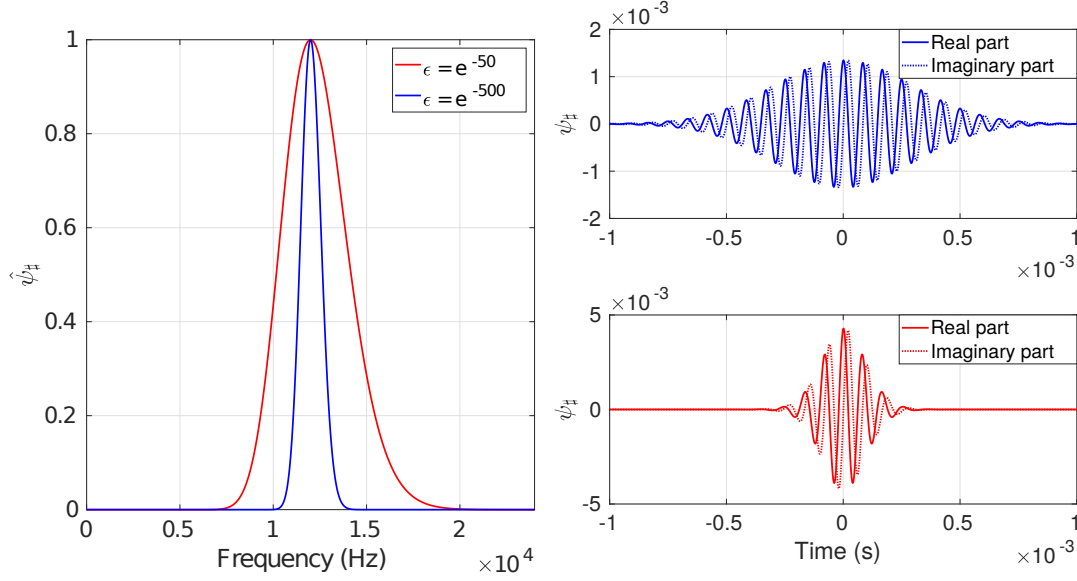 1
0.8
0.6
0.4
0.2
0
0 0.5 1 1.5 2
×10^4
Frequency (Hz)
ψ̂_♮
ϵ = e^-50
ϵ = e^-500
×10^-3
2
1
0
-1
-2
-1 -0.5 0 0.5 1
×10^-3
ψ_♮
Real part
Imaginary part
×10^-3
5
0
-5
-1 -0.5 0 0.5 1
×10^-3
Time (s)
ψ_♮
Real part
Imaginary part